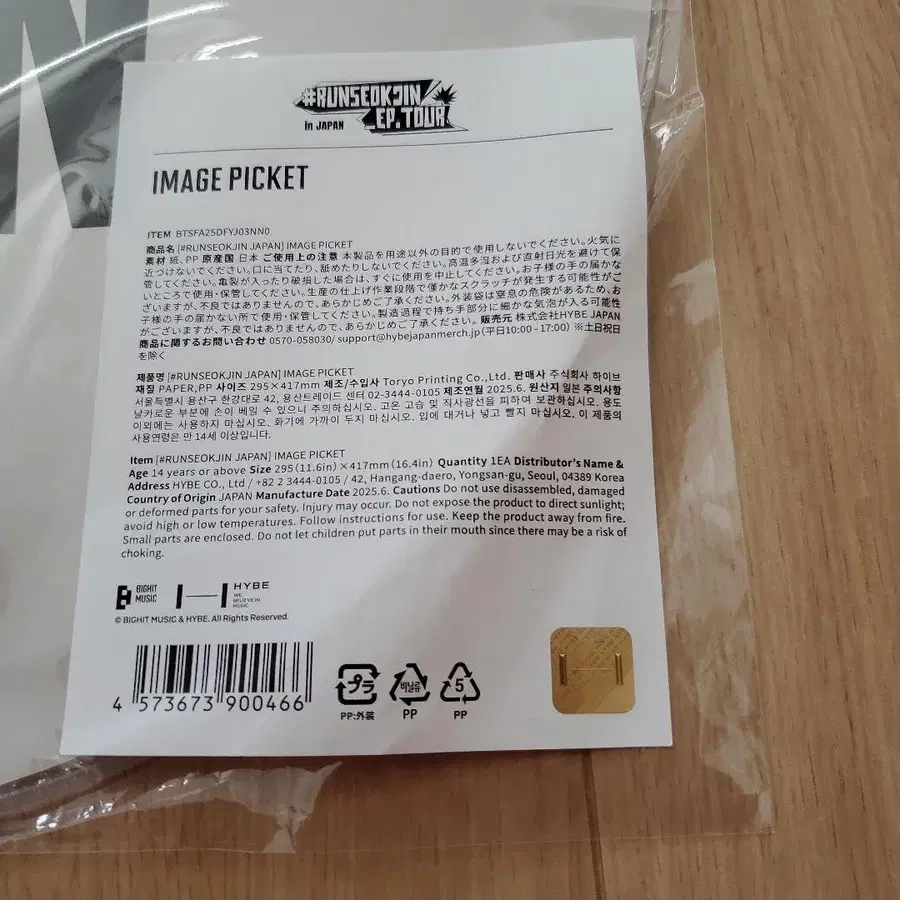 N
#RUNSEOKJIN
in JAPAN _EP.TOUR
IMAGE PICKET
ITEM BTSFA25DFYJ03NN0
商品名 [#RUNSEOKJIN JAPAN] IMAGE PICKET
素材 紙、PP 原産国 日本 ご使用上の注意 本製品を用途以外の目的で使用しないでください。火気に
近づけないでください。口に当てたり、舐めたりしないでください。高温多湿および直射日光を避けて保
管してください。亀裂が入ったり破損した場合は、すぐに使用を中止してください。お子様の手の届かな
いところで使用・保管してください。生産の仕上げ作業段階で僅かなスクラッチが発生する可能性がご
ざいますが、不良ではありませんので、あらかじめご了承ください。外装袋は窒息の危険があるため、お
子様の手の届かない所で使用・保管してください。製造過程で持ち手部分に細かな気泡が入る可能性
がございますが、不良ではありませんので、あらかじめご了承ください。 販売元 株式会社HYBE JAPAN
商品に関するお問い合わせ 0570-058030/ support@hybejapanmerch.jp (平日10:00 - 17:00) ※土日祝日
を除く
제품명 [#RUNSEOKJIN JAPAN] IMAGE PICKET
재질 PAPER,PP 사이즈 295×417mm 제조/수입사 Toryo Printing Co.,Ltd. 판매사 주식회사 하이브
서울특별시 용산구 한강대로 42, 용산트레이드 센터 02-3444-0105 제조연월 2025.6. 원산지 일본 주의사항
날카로운 부분에 손이 베일 수 있으니 주의하십시오. 고온 고습 및 직사광선을 피하여 보관하십시오. 용도
이외에는 사용하지 마십시오. 화기에 가까이 두지 마십시오. 입에 대거나 넣고 빨지 마십시오. 이 제품의
사용연령은 만 14세 이상입니다.
Item [#RUNSEOKJIN JAPAN] IMAGE PICKET
Age 14 years or above Size 295(11.6in)×417mm(16.4in) Quantity 1EA Distributor's Name &
Address HYBE CO., Ltd / +82 2 3444-0105 / 42, Hangang-daero, Yongsan-gu, Seoul, 04389 Korea
Country of Origin JAPAN Manufacture Date 2025.6. Cautions Do not use disassembled, damaged
or deformed parts for your safety. Injury may occur. Do not expose the product to direct sunlight;
avoid high or low temperatures. Follow instructions for use. Keep the product away from fire.
Small parts are enclosed. Do not let children put parts in their mouth since there may be a risk of
choking.
BIGHIT MUSIC HYBE
WE BELIEVE IN MUSIC
© BIGHIT MUSIC & HYBE. All Rights Reserved.
4 573673 900466
プラ 비닐류 5
PP:外装 PP PP